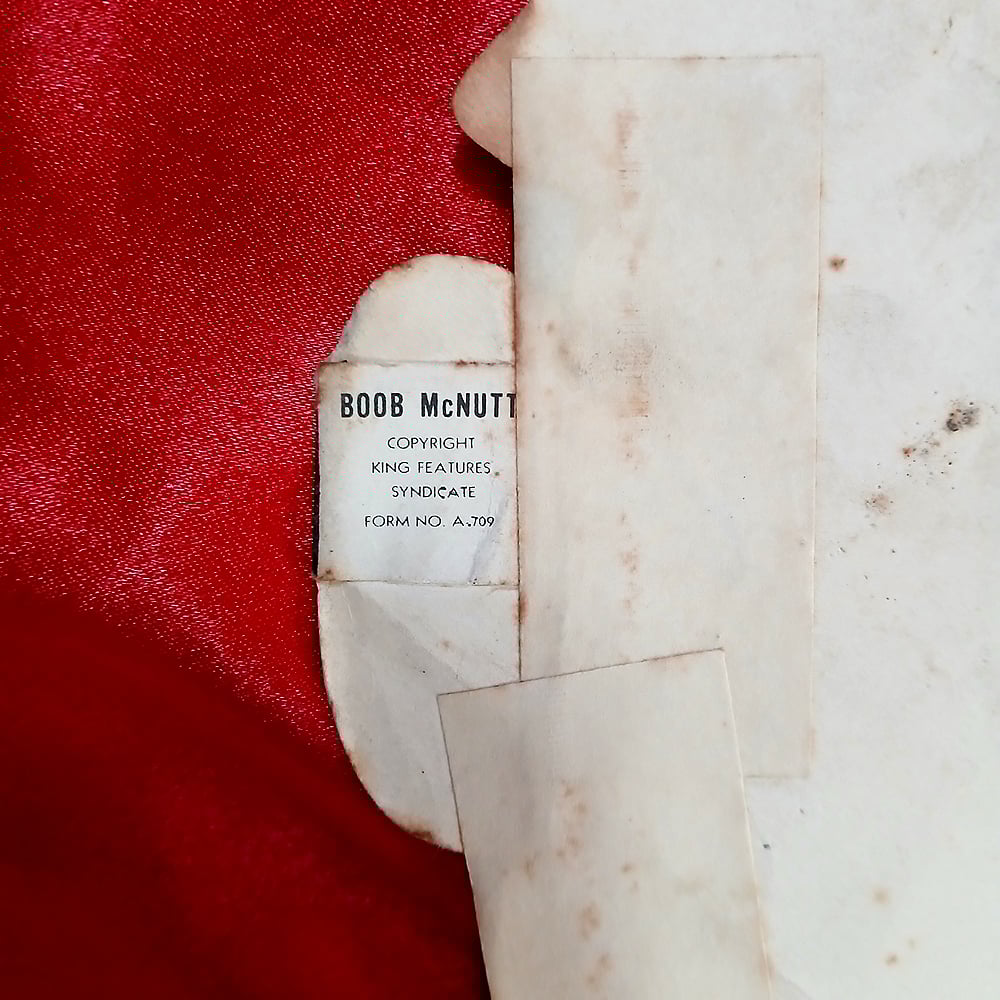 BOOB McNUTT
COPYRIGHT
KING FEATURES
SYNDICATE
FORM NO. A-709